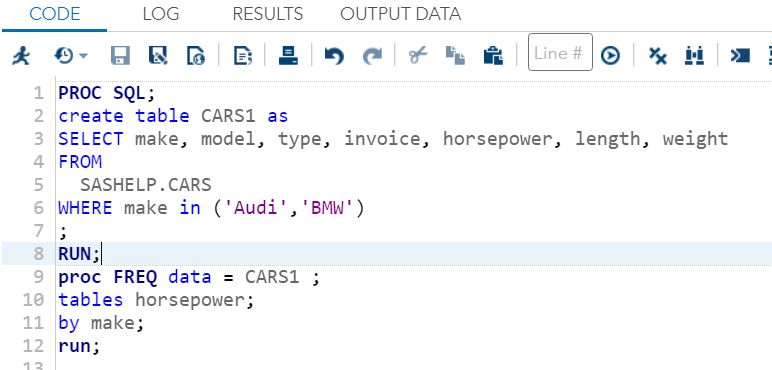 CODE LOG RESULTS OUTPUT DATA
Line #
1 PROC SQL;
2 create table CARS1 as
3 SELECT make, model, type, invoice, horsepower, length, weight
4 FROM
5 SASHELP.CARS
6 WHERE make in ('Audi','BMW')
7 ;
8 RUN;
9 proc FREQ data = CARS1 ;
10 tables horsepower;
11 by make;
12 run;
13